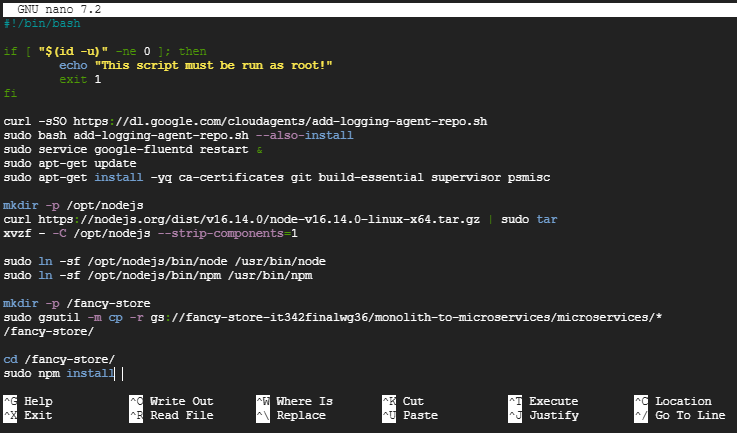 GNU nano 7.2
#!/bin/bash
if [ "$(id -u)" -ne 0 ]; then
echo "This script must be run as root!"
exit 1
fi
curl -sSO https://dl.google.com/cloudagents/add-logging-agent-repo.sh
sudo bash add-logging-agent-repo.sh --also-install
sudo service google-fluentd restart &
sudo apt-get update
sudo apt-get install -yq ca-certificates git build-essential supervisor psmisc
mkdir -p /opt/nodejs
curl https://nodejs.org/dist/v16.14.0/node-v16.14.0-linux-x64.tar.gz | sudo tar
xvzf - -C /opt/nodejs --strip-components=1
sudo ln -sf /opt/nodejs/bin/node /usr/bin/node
sudo ln -sf /opt/nodejs/bin/npm /usr/bin/npm
mkdir -p /fancy-store
sudo gsutil -m cp -r gs://fancy-store-it342finalwg36/monolith-to-microservices/microservices/*
/fancy-store/
cd /fancy-store/
sudo npm install
^G Help ^O Write Out ^W Where Is ^K Cut ^T Execute ^C Location
^X Exit ^R Read File ^\ Replace ^U Paste ^J Justify ^/ Go To Line